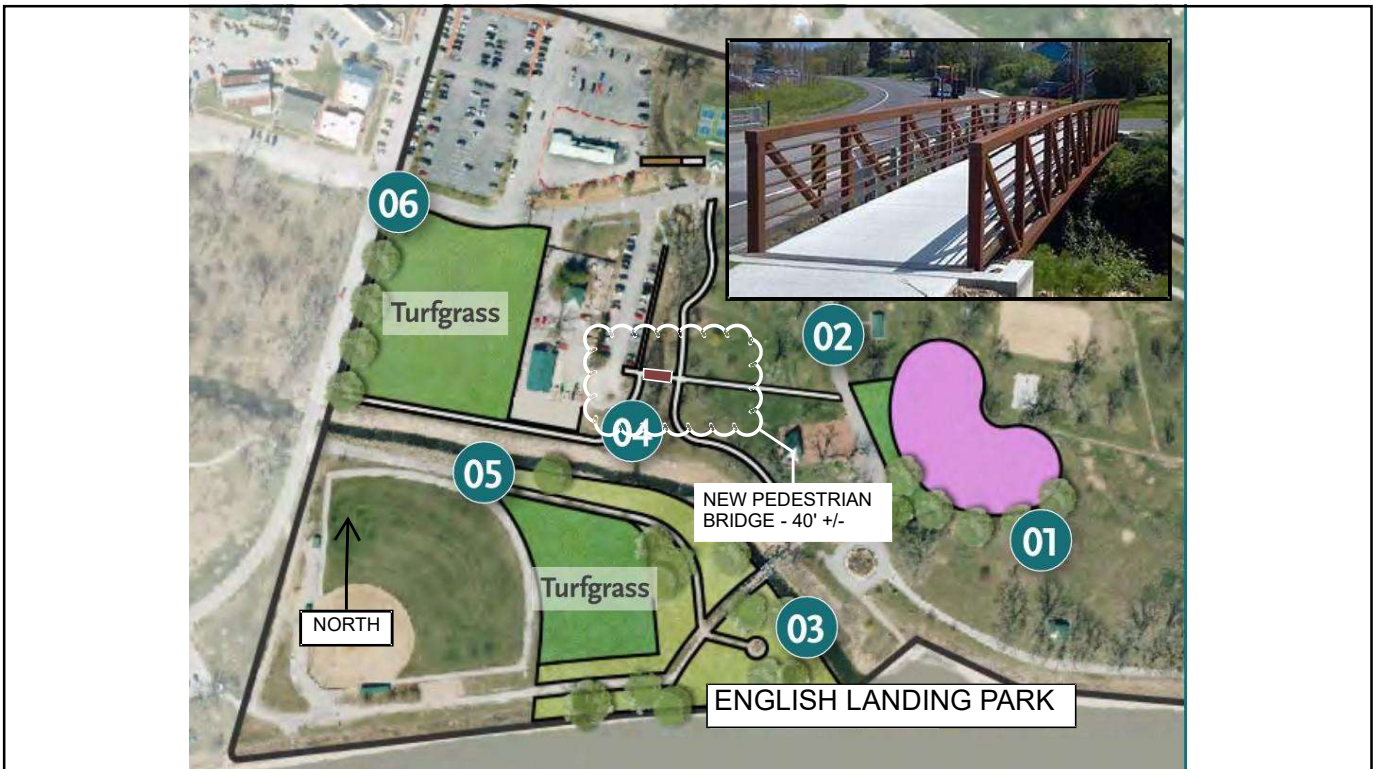 06
Turfgrass
02
04
05
NEW PEDESTRIAN
BRIDGE - 40' +/-
01
Turfgrass
NORTH
03
ENGLISH LANDING PARK